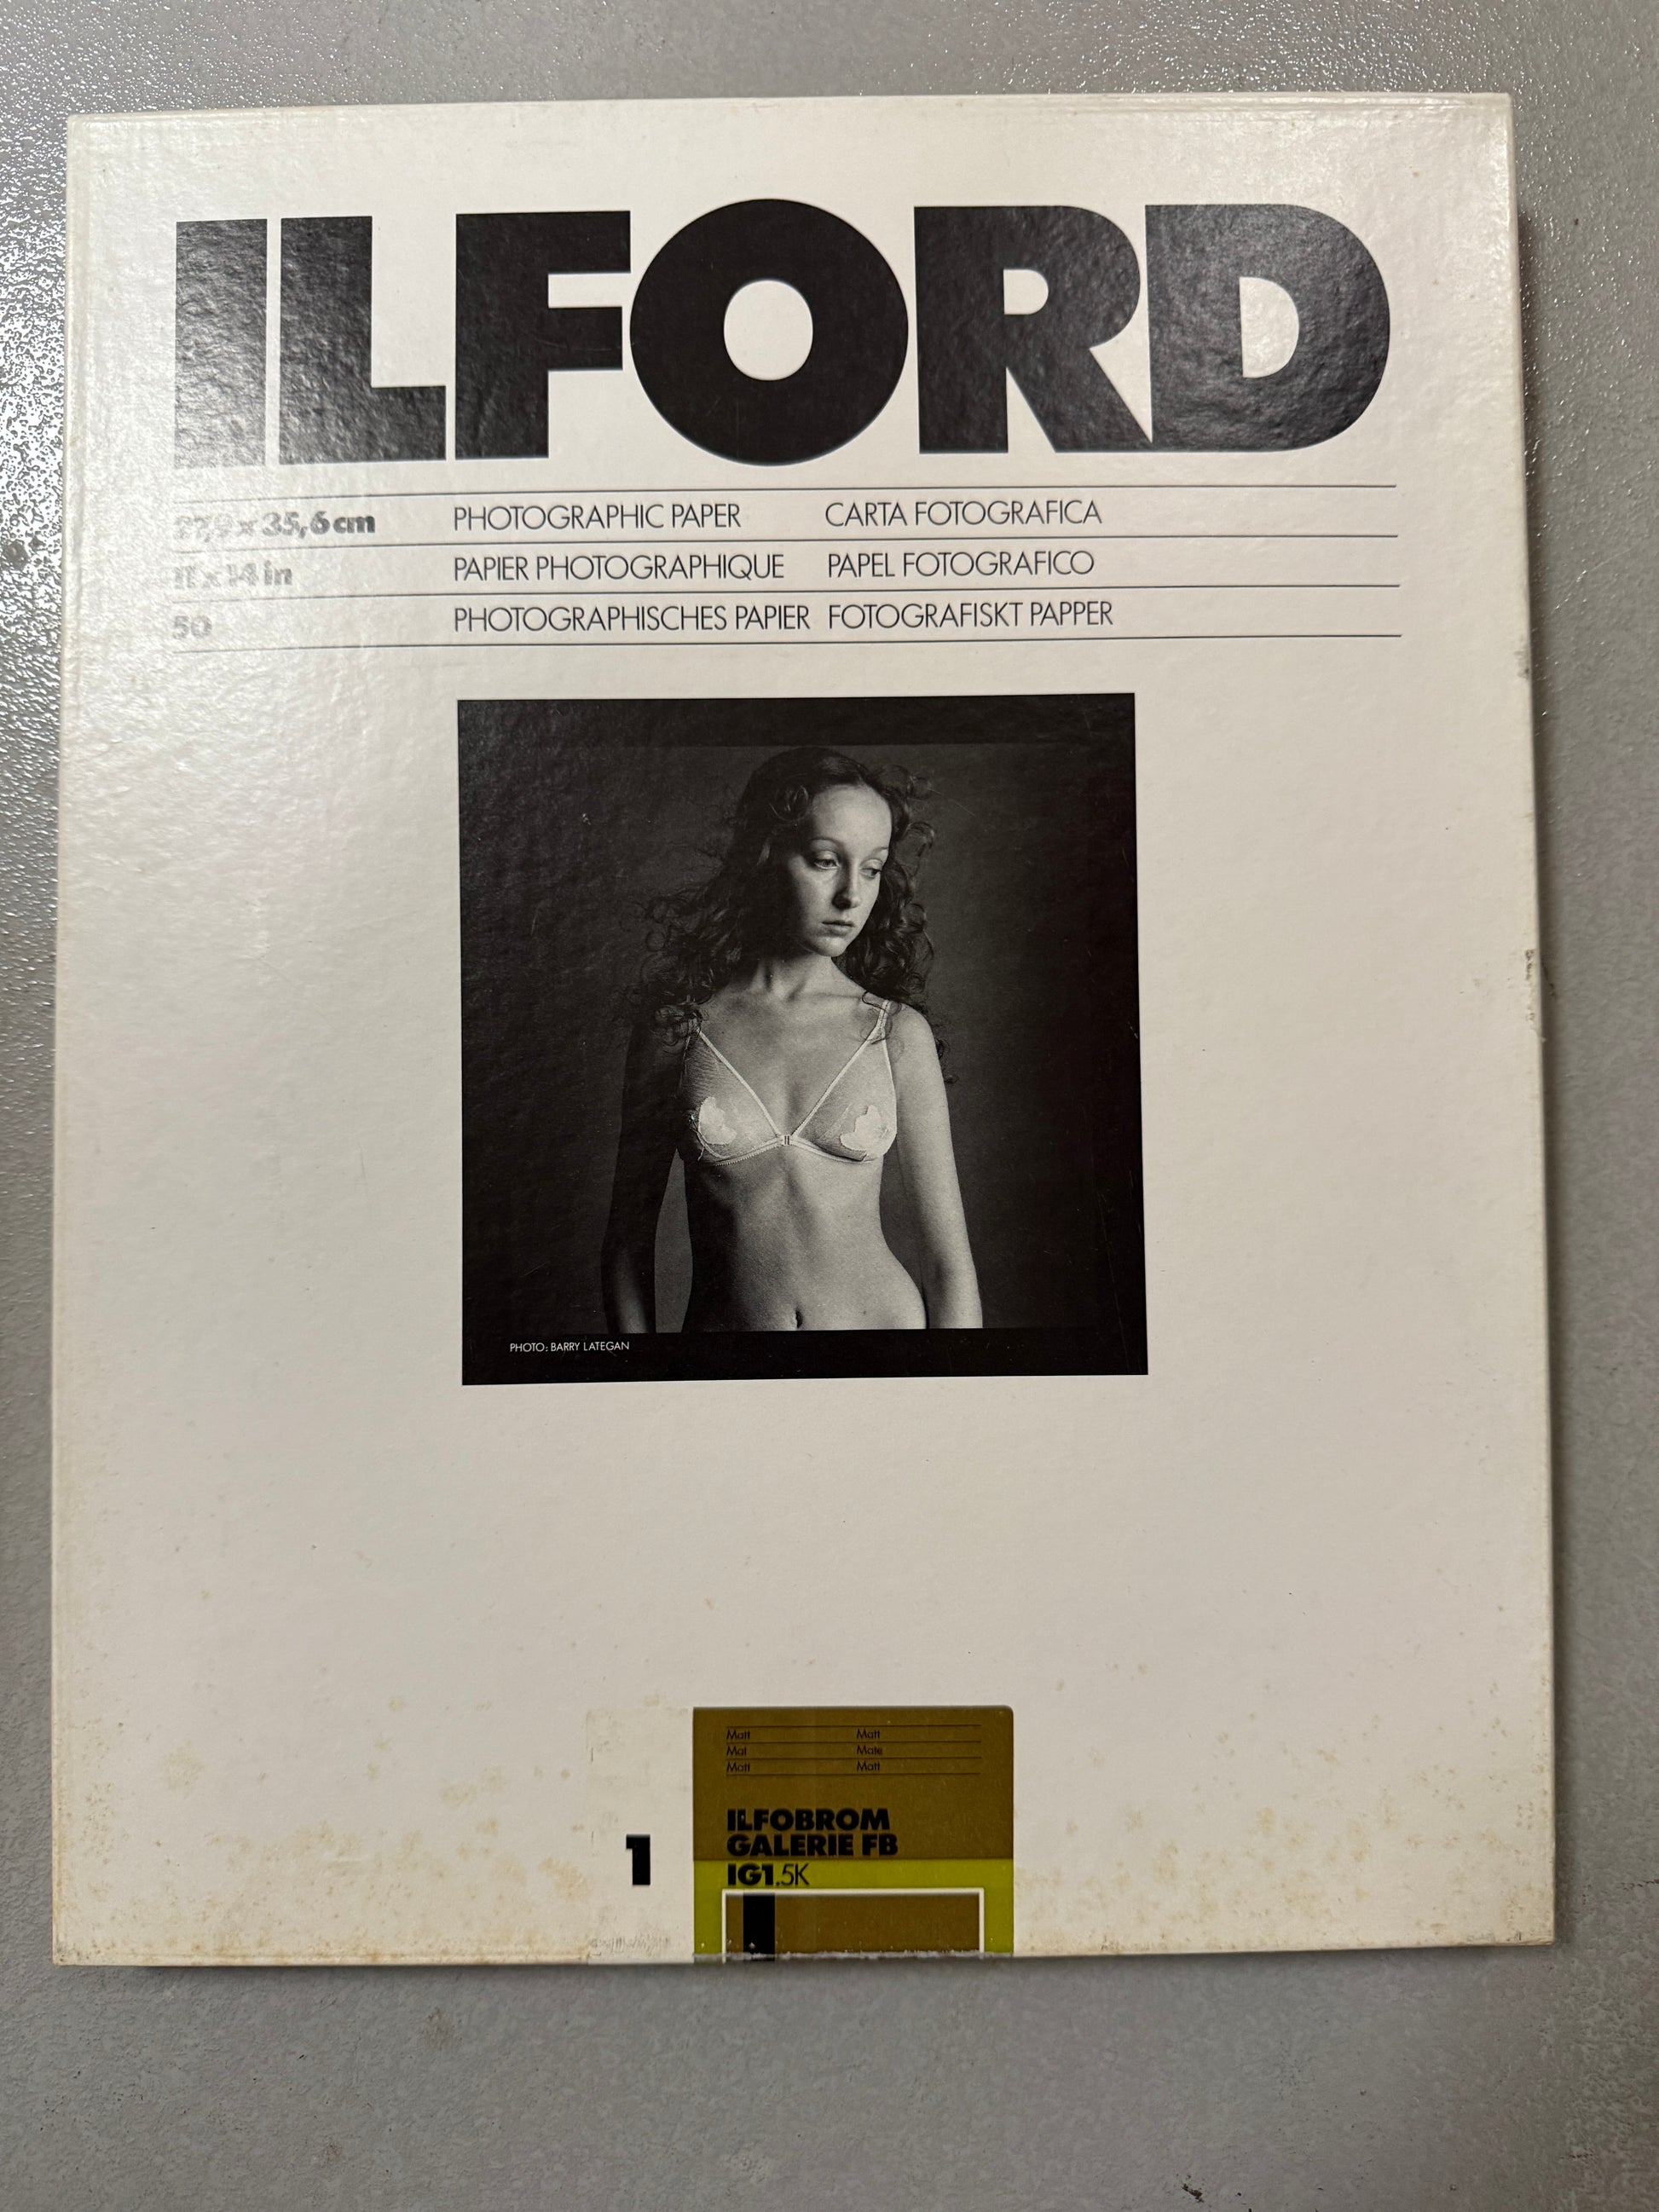 ILFORD
27,9 x 35,6 cm PHOTOGRAPHIC PAPER CARTA FOTOGRAFICA
11 x 14 in PAPIER PHOTOGRAPHIQUE PAPEL FOTOGRAFICO
50 PHOTOGRAPHISCHES PAPIER FOTOGRAFISKT PAPPER
PHOTO: BARRY LATEGAN
Matt Matt
Mat Mate
Matt Matt
ILFOBROM
GALERIE FB
1 IG1.5K